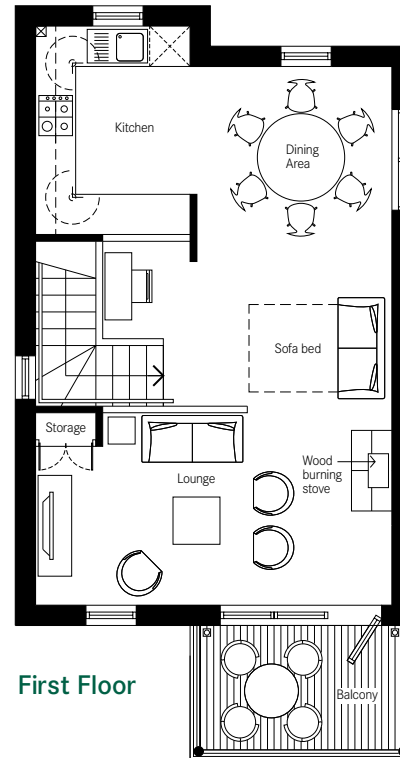 Kitchen
Dining
Area
Sofa bed
Storage
Lounge
Wood
burning
stove
First Floor
Balcony